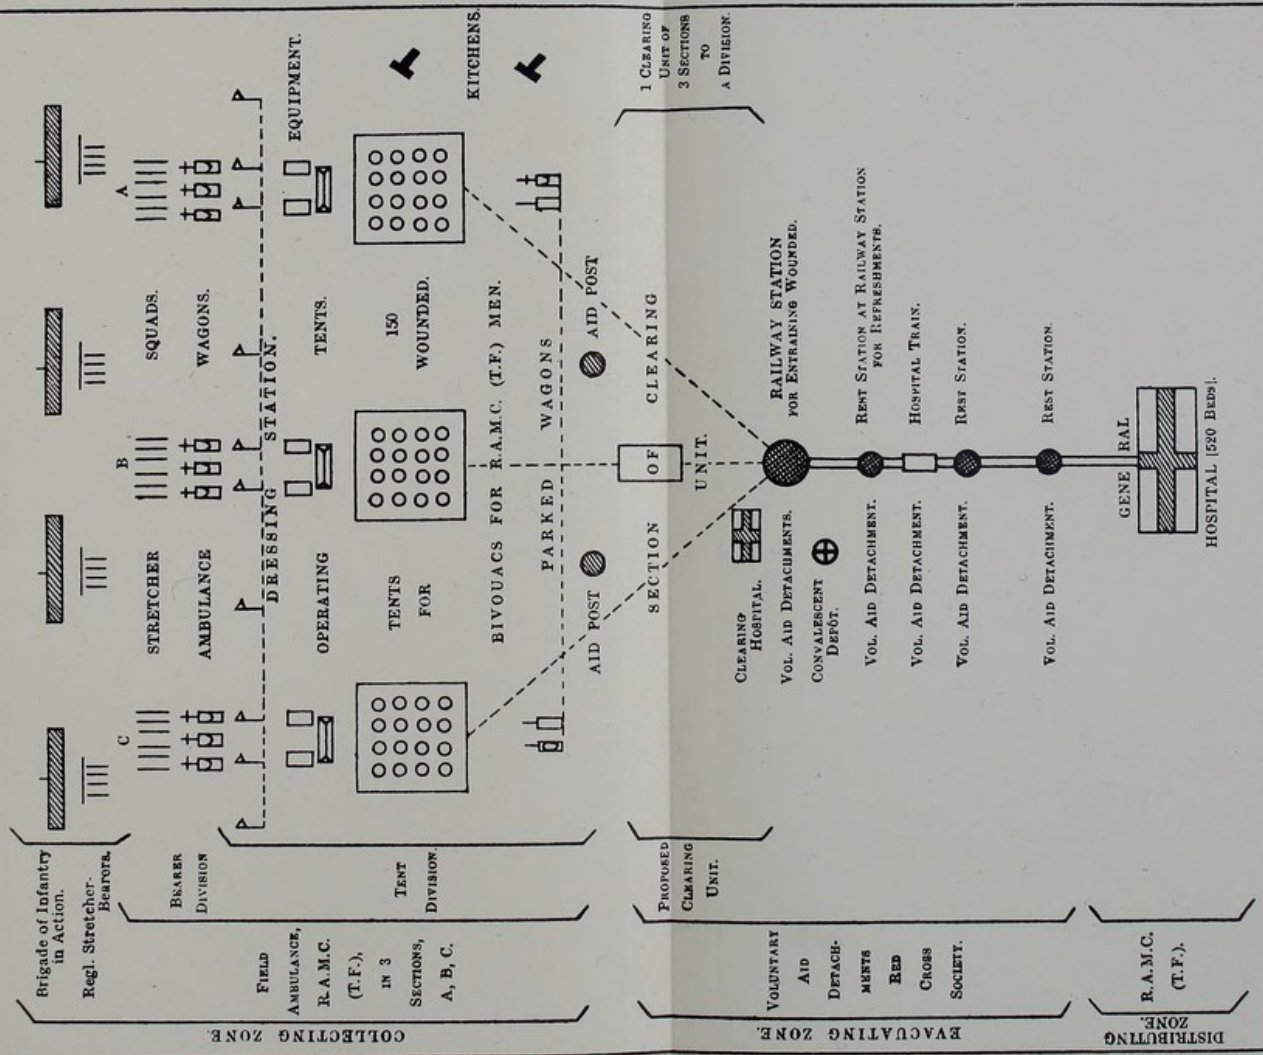 COLLECTING ZONE.
EVACUATING ZONE.
DISTRIBUTING
ZONE.
Brigade of Infantry
in Action.
Regl. Stretcher-
Bearers.
FIELD
AMBULANCE,
R.A.M.C.
(T.F.),
IN 3
SECTIONS,
A, B, C.
BEARER
DIVISION
TENT
DIVISION.
VOLUNTARY
AID
DETACH-
MENTS
RED
CROSS
SOCIETY.
PROPOSED
CLEARING
UNIT.
R.A.M.C.
(T.F.).
C
B
A
STRETCHER SQUADS.
AMBULANCE WAGONS.
DRESSING STATION.
OPERATING TENTS.
EQUIPMENT.
TENTS 150
FOR WOUNDED.
KITCHENS.
BIVOUACS FOR R.A.M.C. (T.F.) MEN.
PARKED WAGONS
AID POST
AID POST
SECTION OF CLEARING
UNIT.
1 CLEARING
UNIT OF
3 SECTIONS
TO
A DIVISION.
CLEARING
HOSPITAL.
VOL. AID DETACHMENTS.
RAILWAY STATION
FOR ENTRAINING WOUNDED.
CONVALESCENT
DEPÔT.
VOL. AID DETACHMENT.
REST STATION AT RAILWAY STATION
FOR REFRESHMENTS.
VOL. AID DETACHMENT.
HOSPITAL TRAIN.
VOL. AID DETACHMENT.
REST STATION.
VOL. AID DETACHMENT.
REST STATION.
GENE RAL
HOSPITAL [520 BEDS].